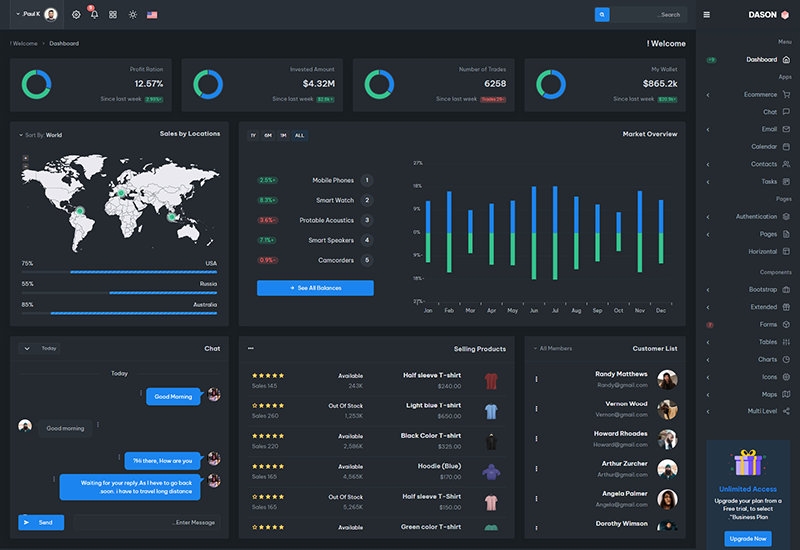 .Paul K
5
...Search
DASON
! Welcome > Dashboard
! Welcome
Profit Ration
12.57%
Since last week 2.95%+
Invested Amount
$4.32M
Since last week
Number of Trades
6258
Since last week Trades 29-
My Wallet
$865.2k
Since last week $20.9k+
Sort By: World
Sales by Locations
+
-
75% USA
55% Russia
85% Australia
1Y 6M 1M ALL
Market Overview
2.5%+ Mobile Phones 1
8.3%+ Smart Watch 2
3.6%- Protable Acoustics 3
7.1%+ Smart Speakers 4
0.9%- Camcorders 5
See All Balances
27%
18%
9%
0%
9%-
18%-
27%-
Jan Feb Mar Apr May Jun Jul Aug Sep Oct Nov Dec
Today
Chat
Today
Good Morning
Good morning
?Hi there, How are you
Waiting for your reply.As I have to go back
.soon. i have to travel long distance
Send
...Enter Message
Selling Products
Sales 145 Available 243K Half sleeve T-shirt $240.00
Sales 260 Out Of Stock 1,253K Light blue T-shirt $650.00
Sales 220 Available 2,586K Black Color T-shirt $325.00
Sales 165 Available 4,565K Hoodie (Blue) $170.00
Sales 165 Out Of Stock 5,265K Half sleeve T-shirt $150.00
Available Green color T-shirt
All Members
Customer List
Randy Matthews
Randy@gmail.com
Vernon Wood
Vernon@gmail.com
Howard Rhoades
Howard@gmail.com
Arthur Zurcher
Arthur@gmail.com
Angela Palmer
Angela@gmail.com
Dorothy Wimson
Menu
Dashboard
Apps
Ecommerce
Chat
Email
Calendar
Contacts
Tasks
Pages
Authentication
Pages
Horizontal
Components
Bootstrap
Extended
Forms
Tables
Charts
Icons
Maps
Multi Level
Unlimited Access
Upgrade your plan from a
Free trial, to select
."Business Plan
Upgrade Now